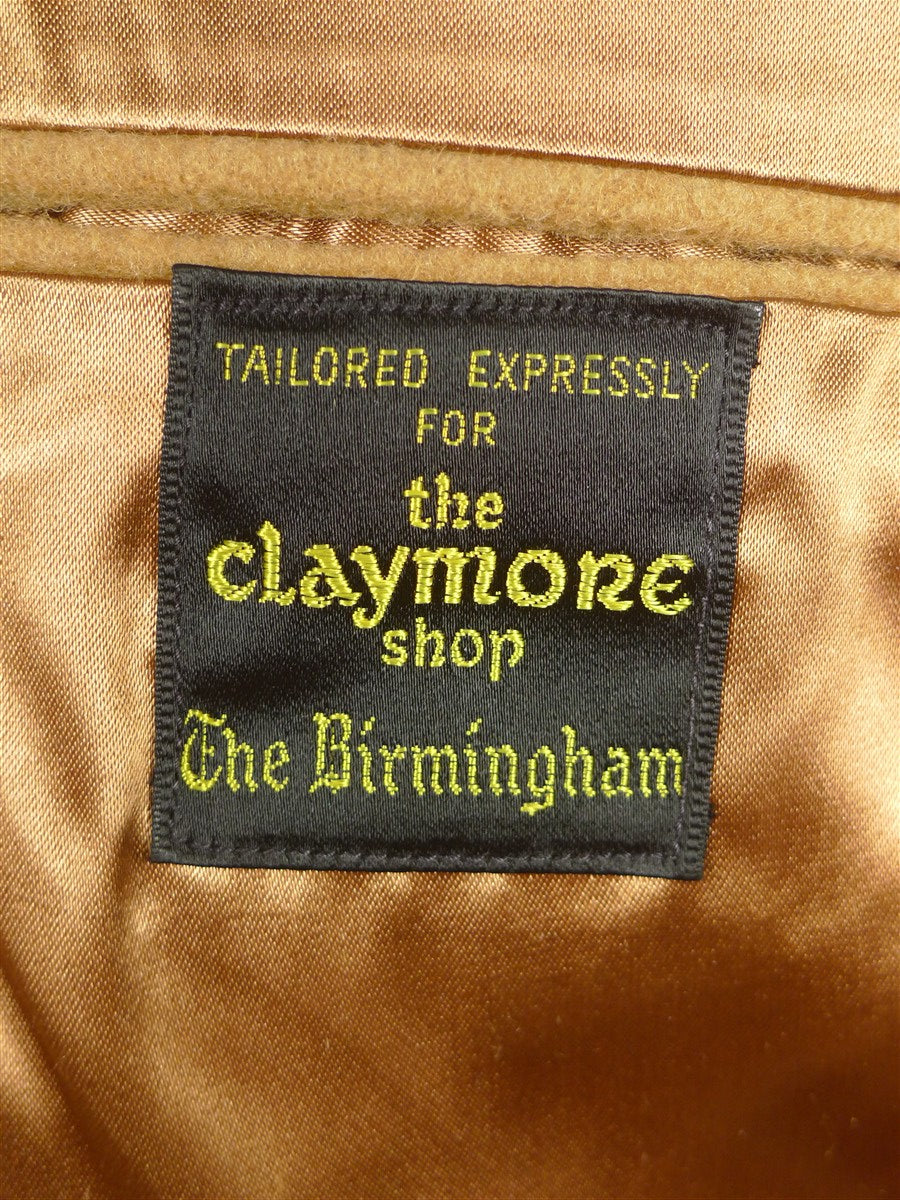 TAILORED EXPRESSLY
FOR
the
claymore
shop
The Birmingham